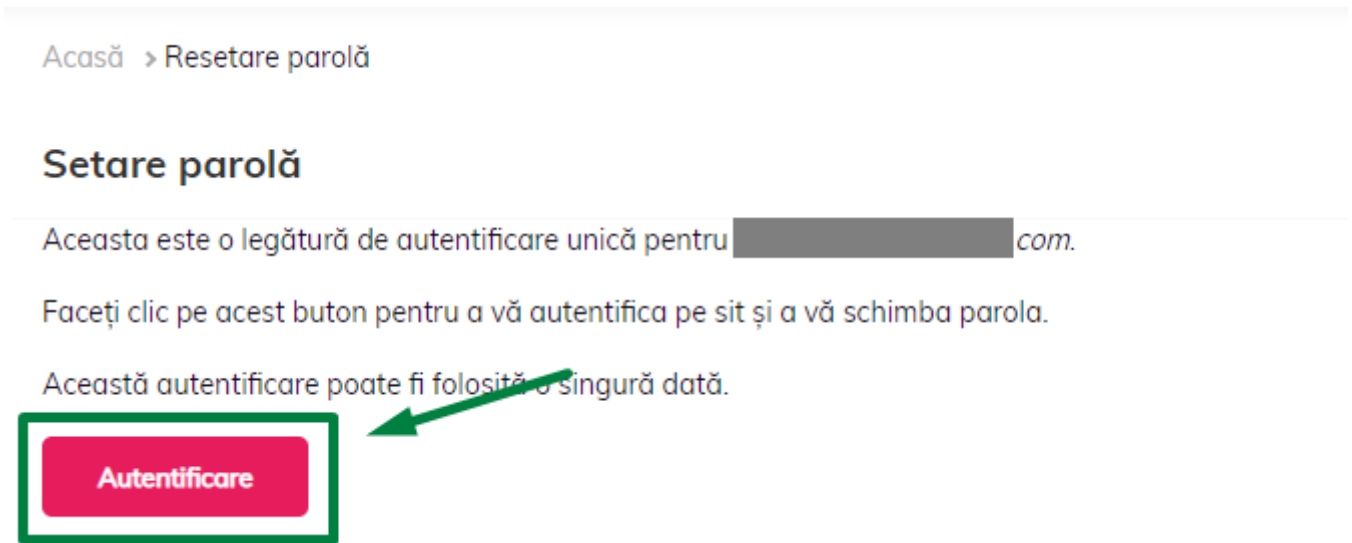 Acasă > Resetare parolă
Setare parolă
Aceasta este o legătură de autentificare unică pentru com.
Faceți clic pe acest buton pentru a vă autentifica pe sit și a vă schimba parola.
Această autentificare poate fi folosită o singură dată.
Autentificare